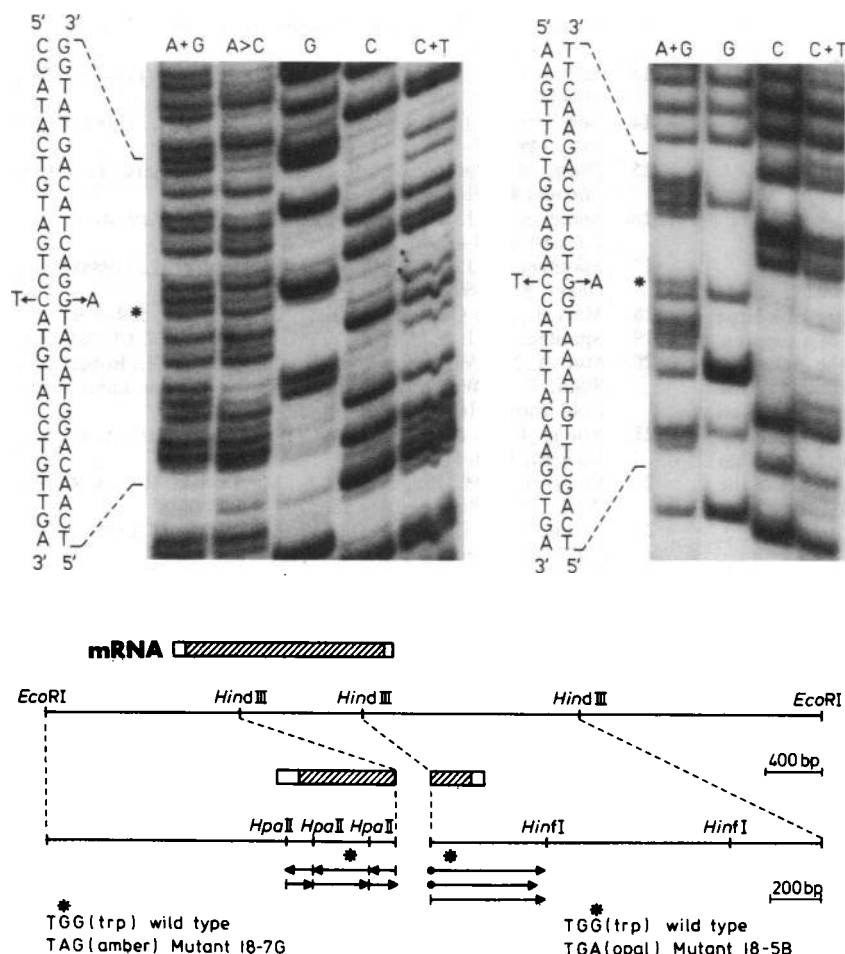 5' 3'
C G
C G
A T
T A
A T
C G
T A
G C
T A
A T
G C
T A
C G
T←C G→A
A T
T A
G C
T A
A T
C G
C G
T A
G C
T A
T A
G C
A T
3' 5'
A+G A>C G C C+T
*
5' 3'
A T
A T
G C
T A
T A
C G
T A
G C
G C
A T
G C
A T
T←C G→A
C G
A T
T A
T A
T A
A T
C G
A T
A T
G C
C G
T A
G C
A T
3' 5'
A+G G C C+T
*
mRNA
EcoRI HindIII HindIII HindIII EcoRI
400 bp
HpaII HpaII HpaII HinfI HinfI
* *
200 bp
* *
TGG(trp) wild type TGG(trp) wild type
TAG(amber) Mutant 18-7G TGA(opal) Mutant 18-5B